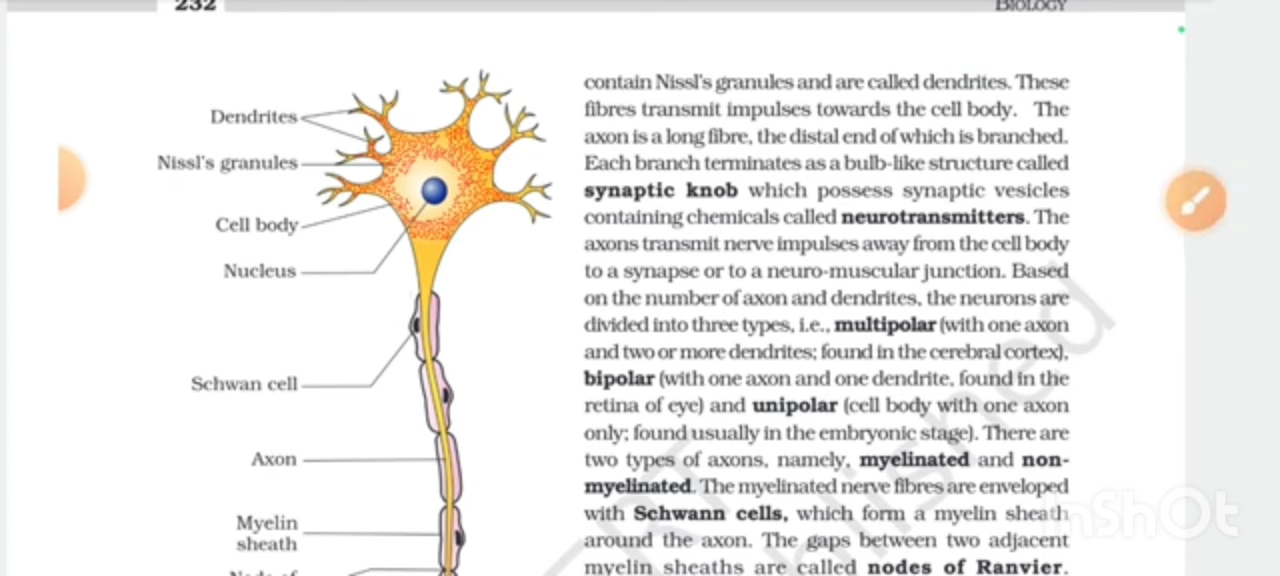 232
BIOLOGY
Dendrites
Nissl's granules
Cell body
Nucleus
Schwan cell
Axon
Myelin
sheath
Node of
contain Nissl's granules and are called dendrites. These
fibres transmit impulses towards the cell body. The
axon is a long fibre, the distal end of which is branched.
Each branch terminates as a bulb-like structure called
synaptic knob which possess synaptic vesicles
containing chemicals called neurotransmitters. The
axons transmit nerve impulses away from the cell body
to a synapse or to a neuro-muscular junction. Based
on the number of axon and dendrites, the neurons are
divided into three types, i.e., multipolar (with one axon
and two or more dendrites; found in the cerebral cortex),
bipolar (with one axon and one dendrite, found in the
retina of eye) and unipolar (cell body with one axon
only; found usually in the embryonic stage). There are
two types of axons, namely, myelinated and non-
myelinated. The myelinated nerve fibres are enveloped
with Schwann cells, which form a myelin sheath
around the axon. The gaps between two adjacent
myelin sheaths are called nodes of Ranvier.
InShOt